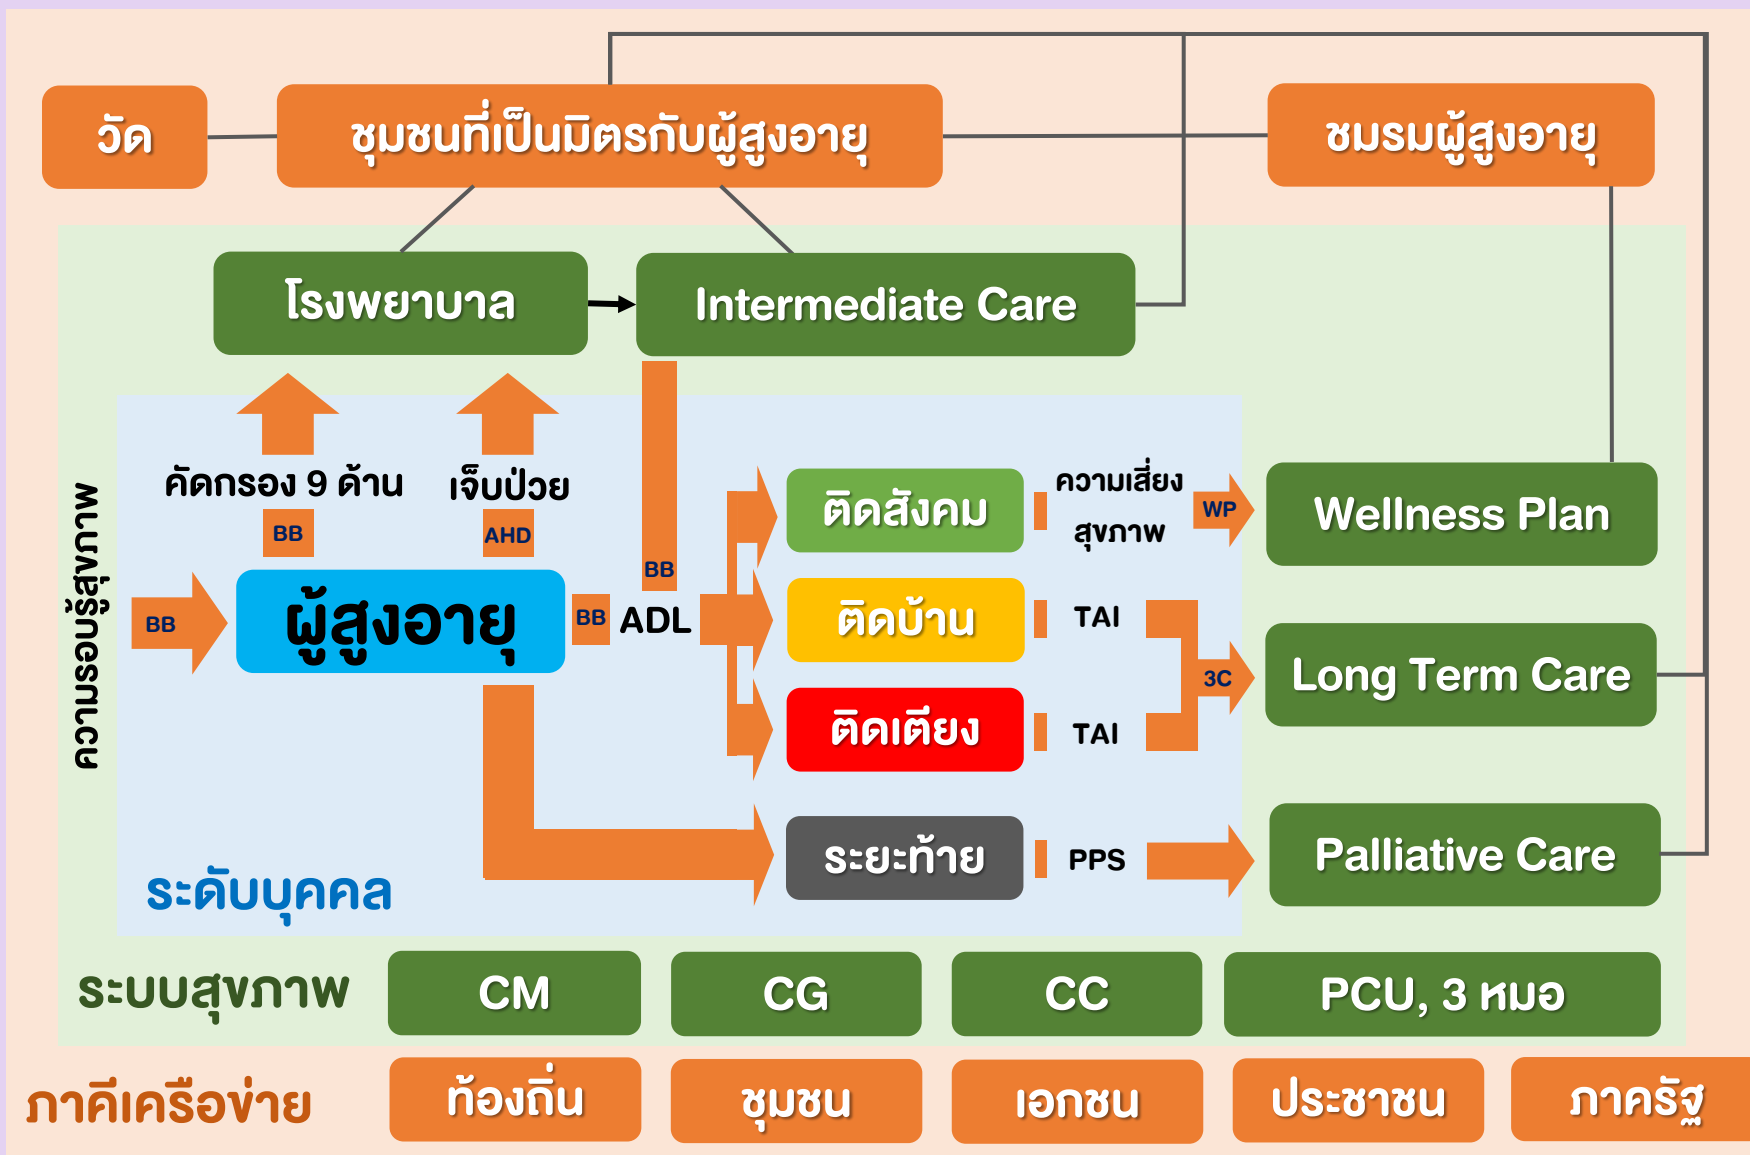 วัด
ชุมชนที่เป็นมิตรกับผู้สูงอายุ
ชมรมผู้สูงอายุ
โรงพยาบาล
Intermediate Care
คัดกรอง 9 ด้าน
เจ็บป่วย
BB
AHD
BB
ความรอบรู้สุขภาพ
BB
ผู้สูงอายุ
BB
ADL
ติดสังคม
ความเสี่ยง
สุขภาพ
WP
Wellness Plan
ติดบ้าน
TAI
3C
Long Term Care
ติดเตียง
TAI
ระยะท้าย
PPS
Palliative Care
ระดับบุคคล
ระบบสุขภาพ
CM
CG
CC
PCU, 3 หมอ
ภาคีเครือข่าย
ท้องถิ่น
ชุมชน
เอกชน
ประชาชน
ภาครัฐ